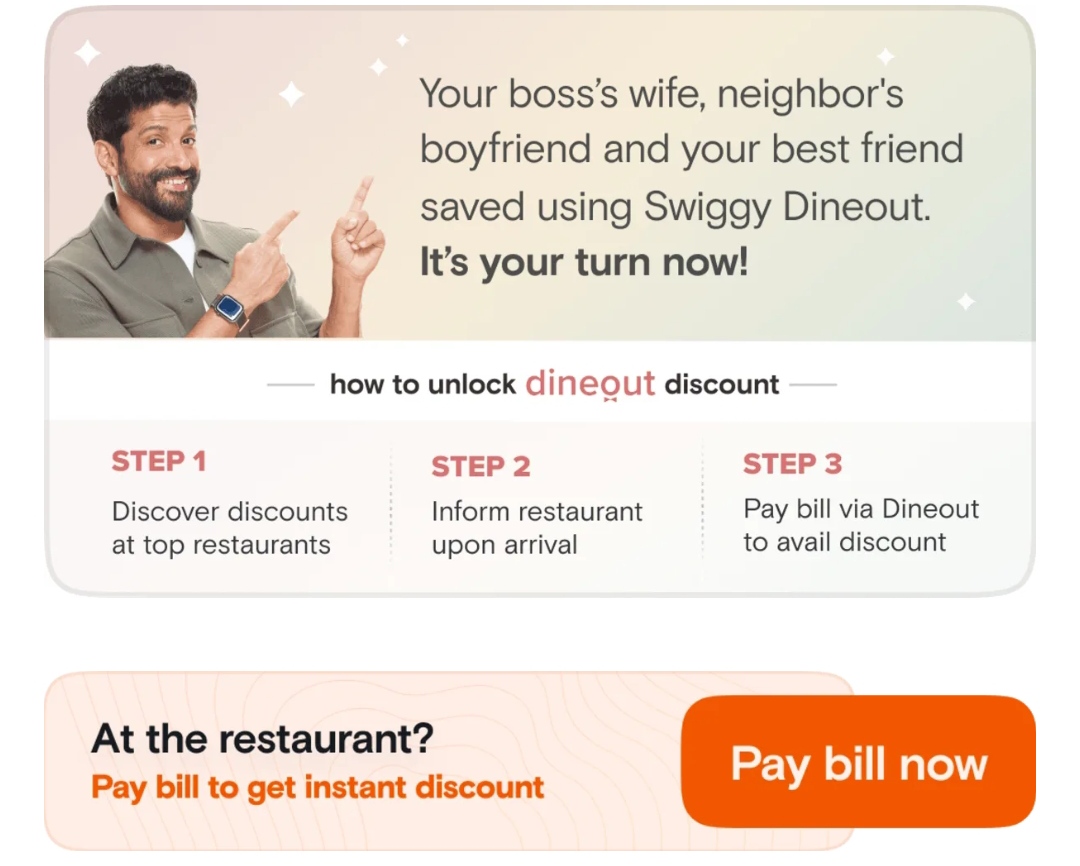 Your boss’s wife, neighbor's
boyfriend and your best friend
saved using Swiggy Dineout.
It’s your turn now!
how to unlock dineout discount
STEP 1
Discover discounts
at top restaurants
STEP 2
Inform restaurant
upon arrival
STEP 3
Pay bill via Dineout
to avail discount
At the restaurant?
Pay bill to get instant discount
Pay bill now